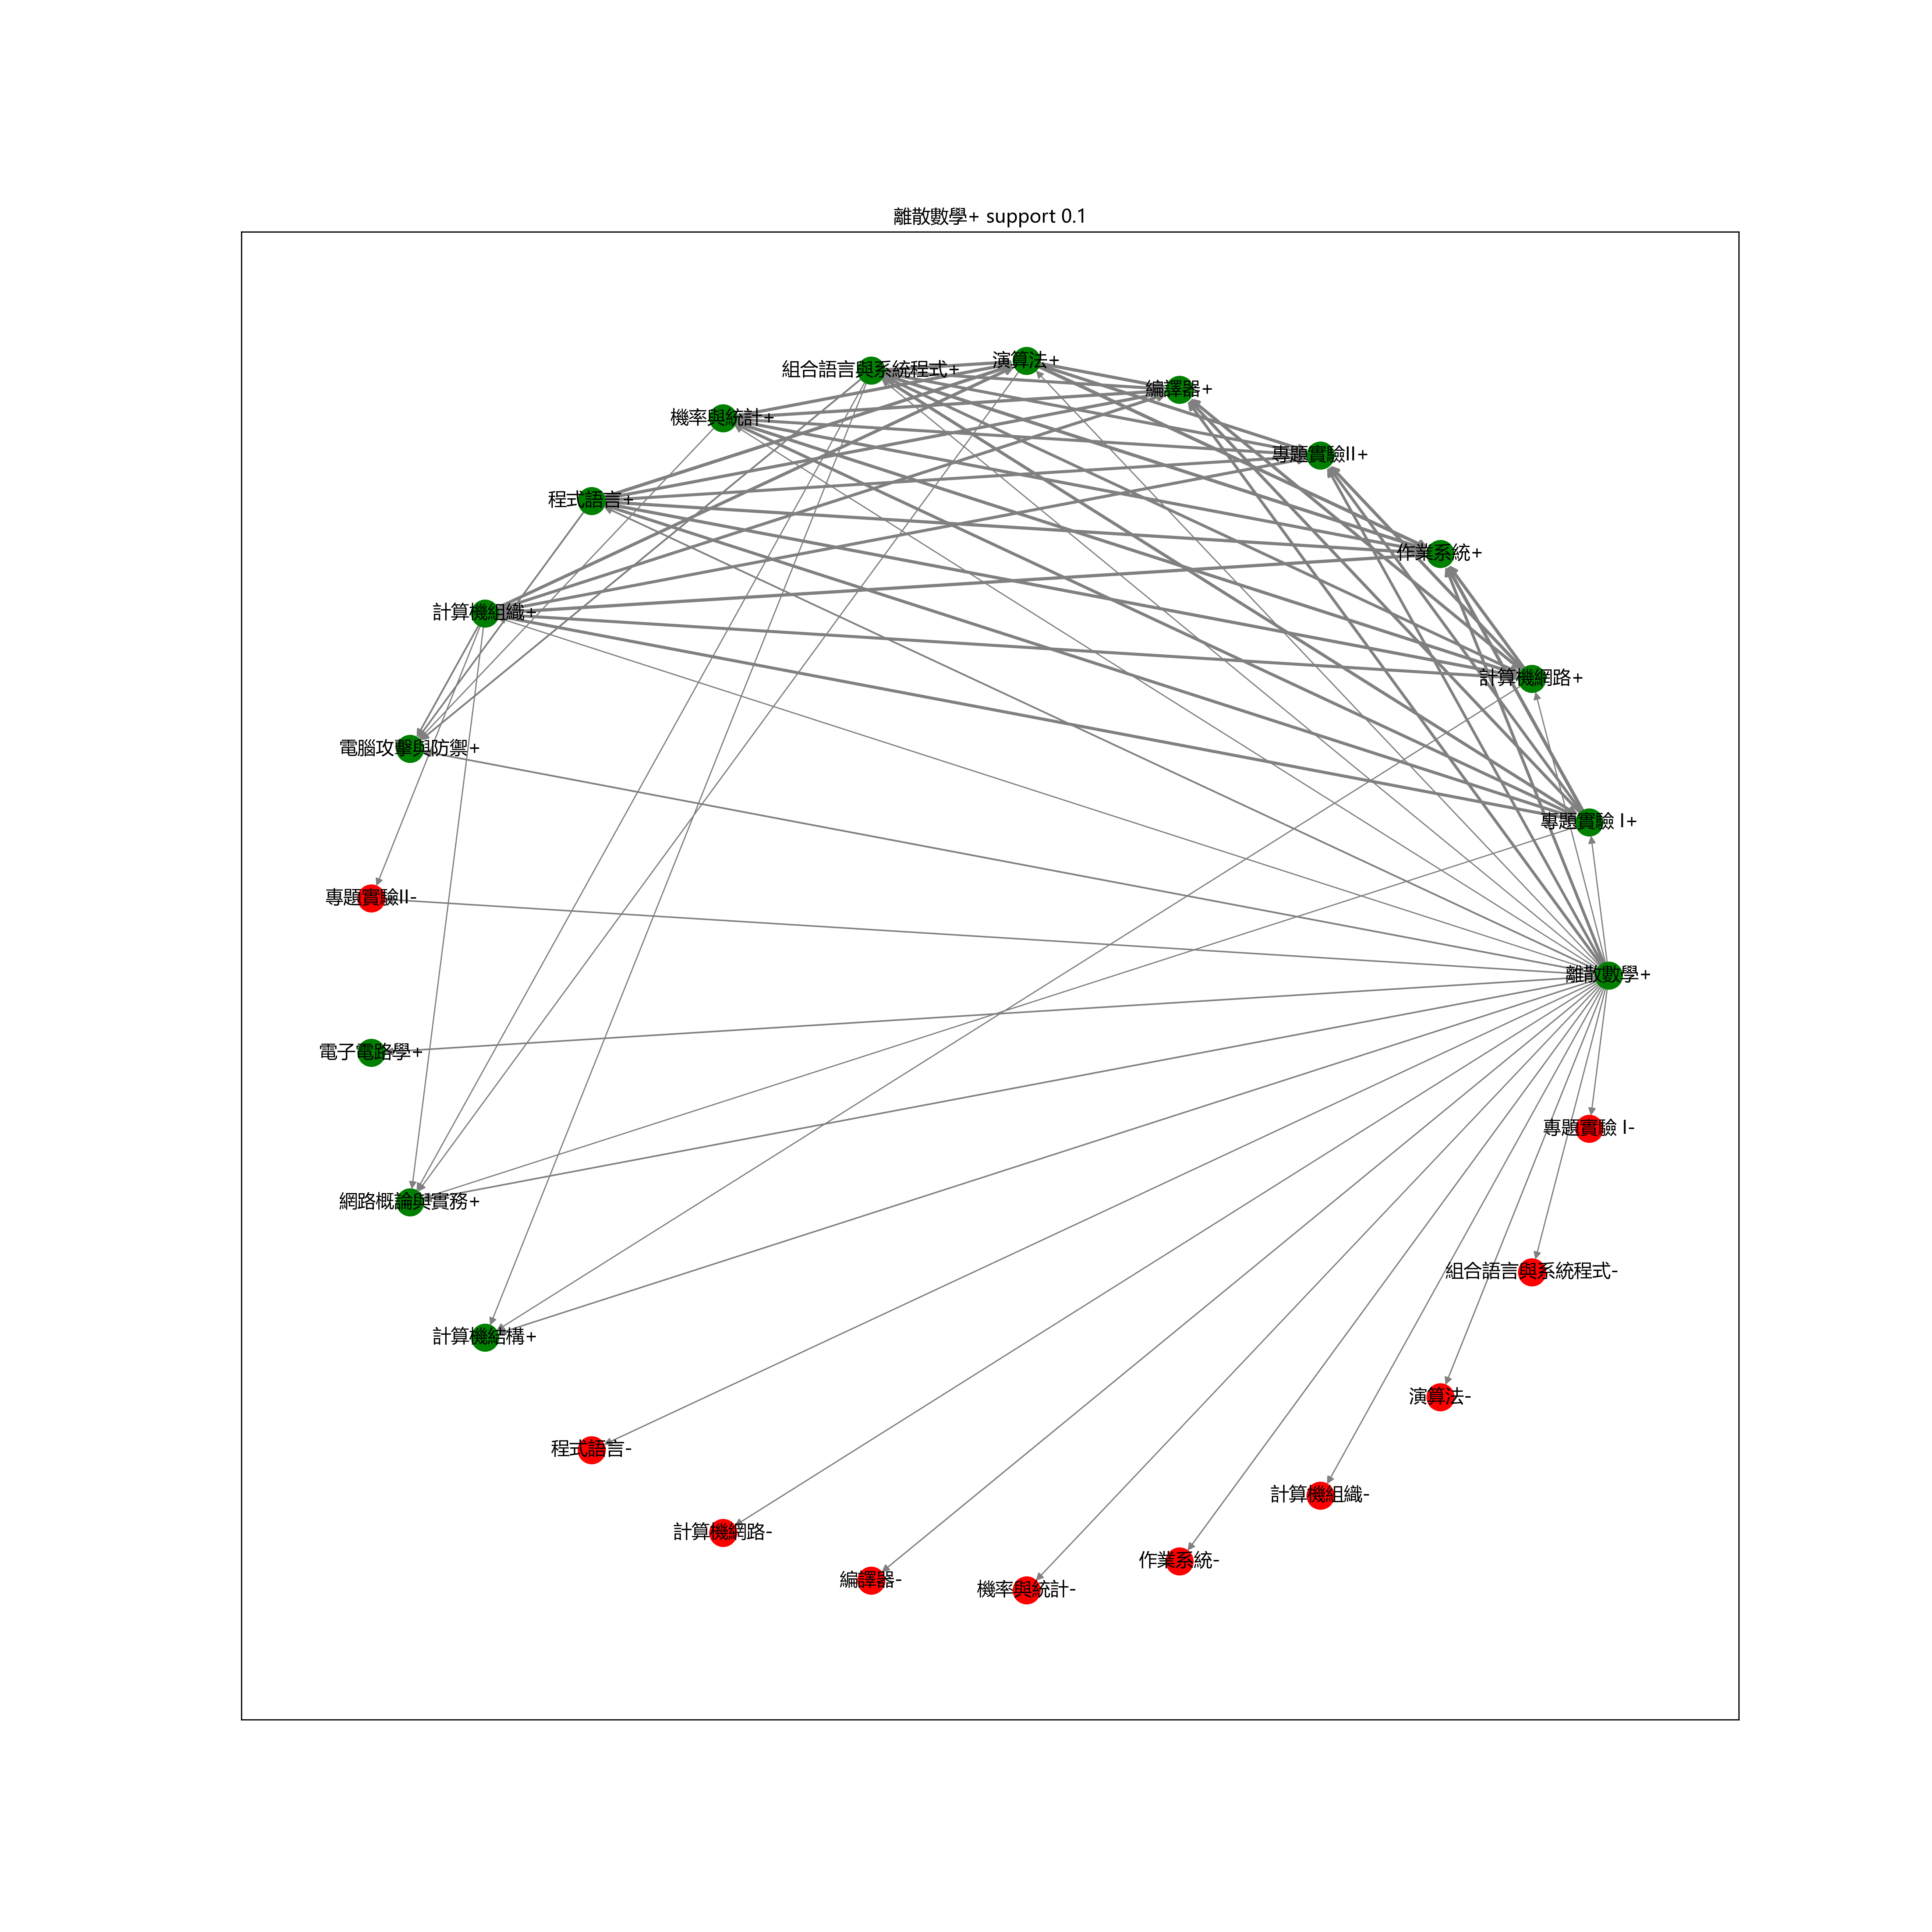 離散數學+ support 0.1
演算法+
組合語言與系統程式+
編譯器+
機率與統計+
專題實驗II+
程式語言+
作業系統+
計算機組織+
計算機網路+
電腦攻擊與防禦+
專題實驗 I+
專題實驗II-
離散數學+
電子電路學+
專題實驗 I-
網路概論與實務+
組合語言與系統程式-
計算機結構+
演算法-
程式語言-
計算機組織-
計算機網路-
作業系統-
編譯器-
機率與統計-